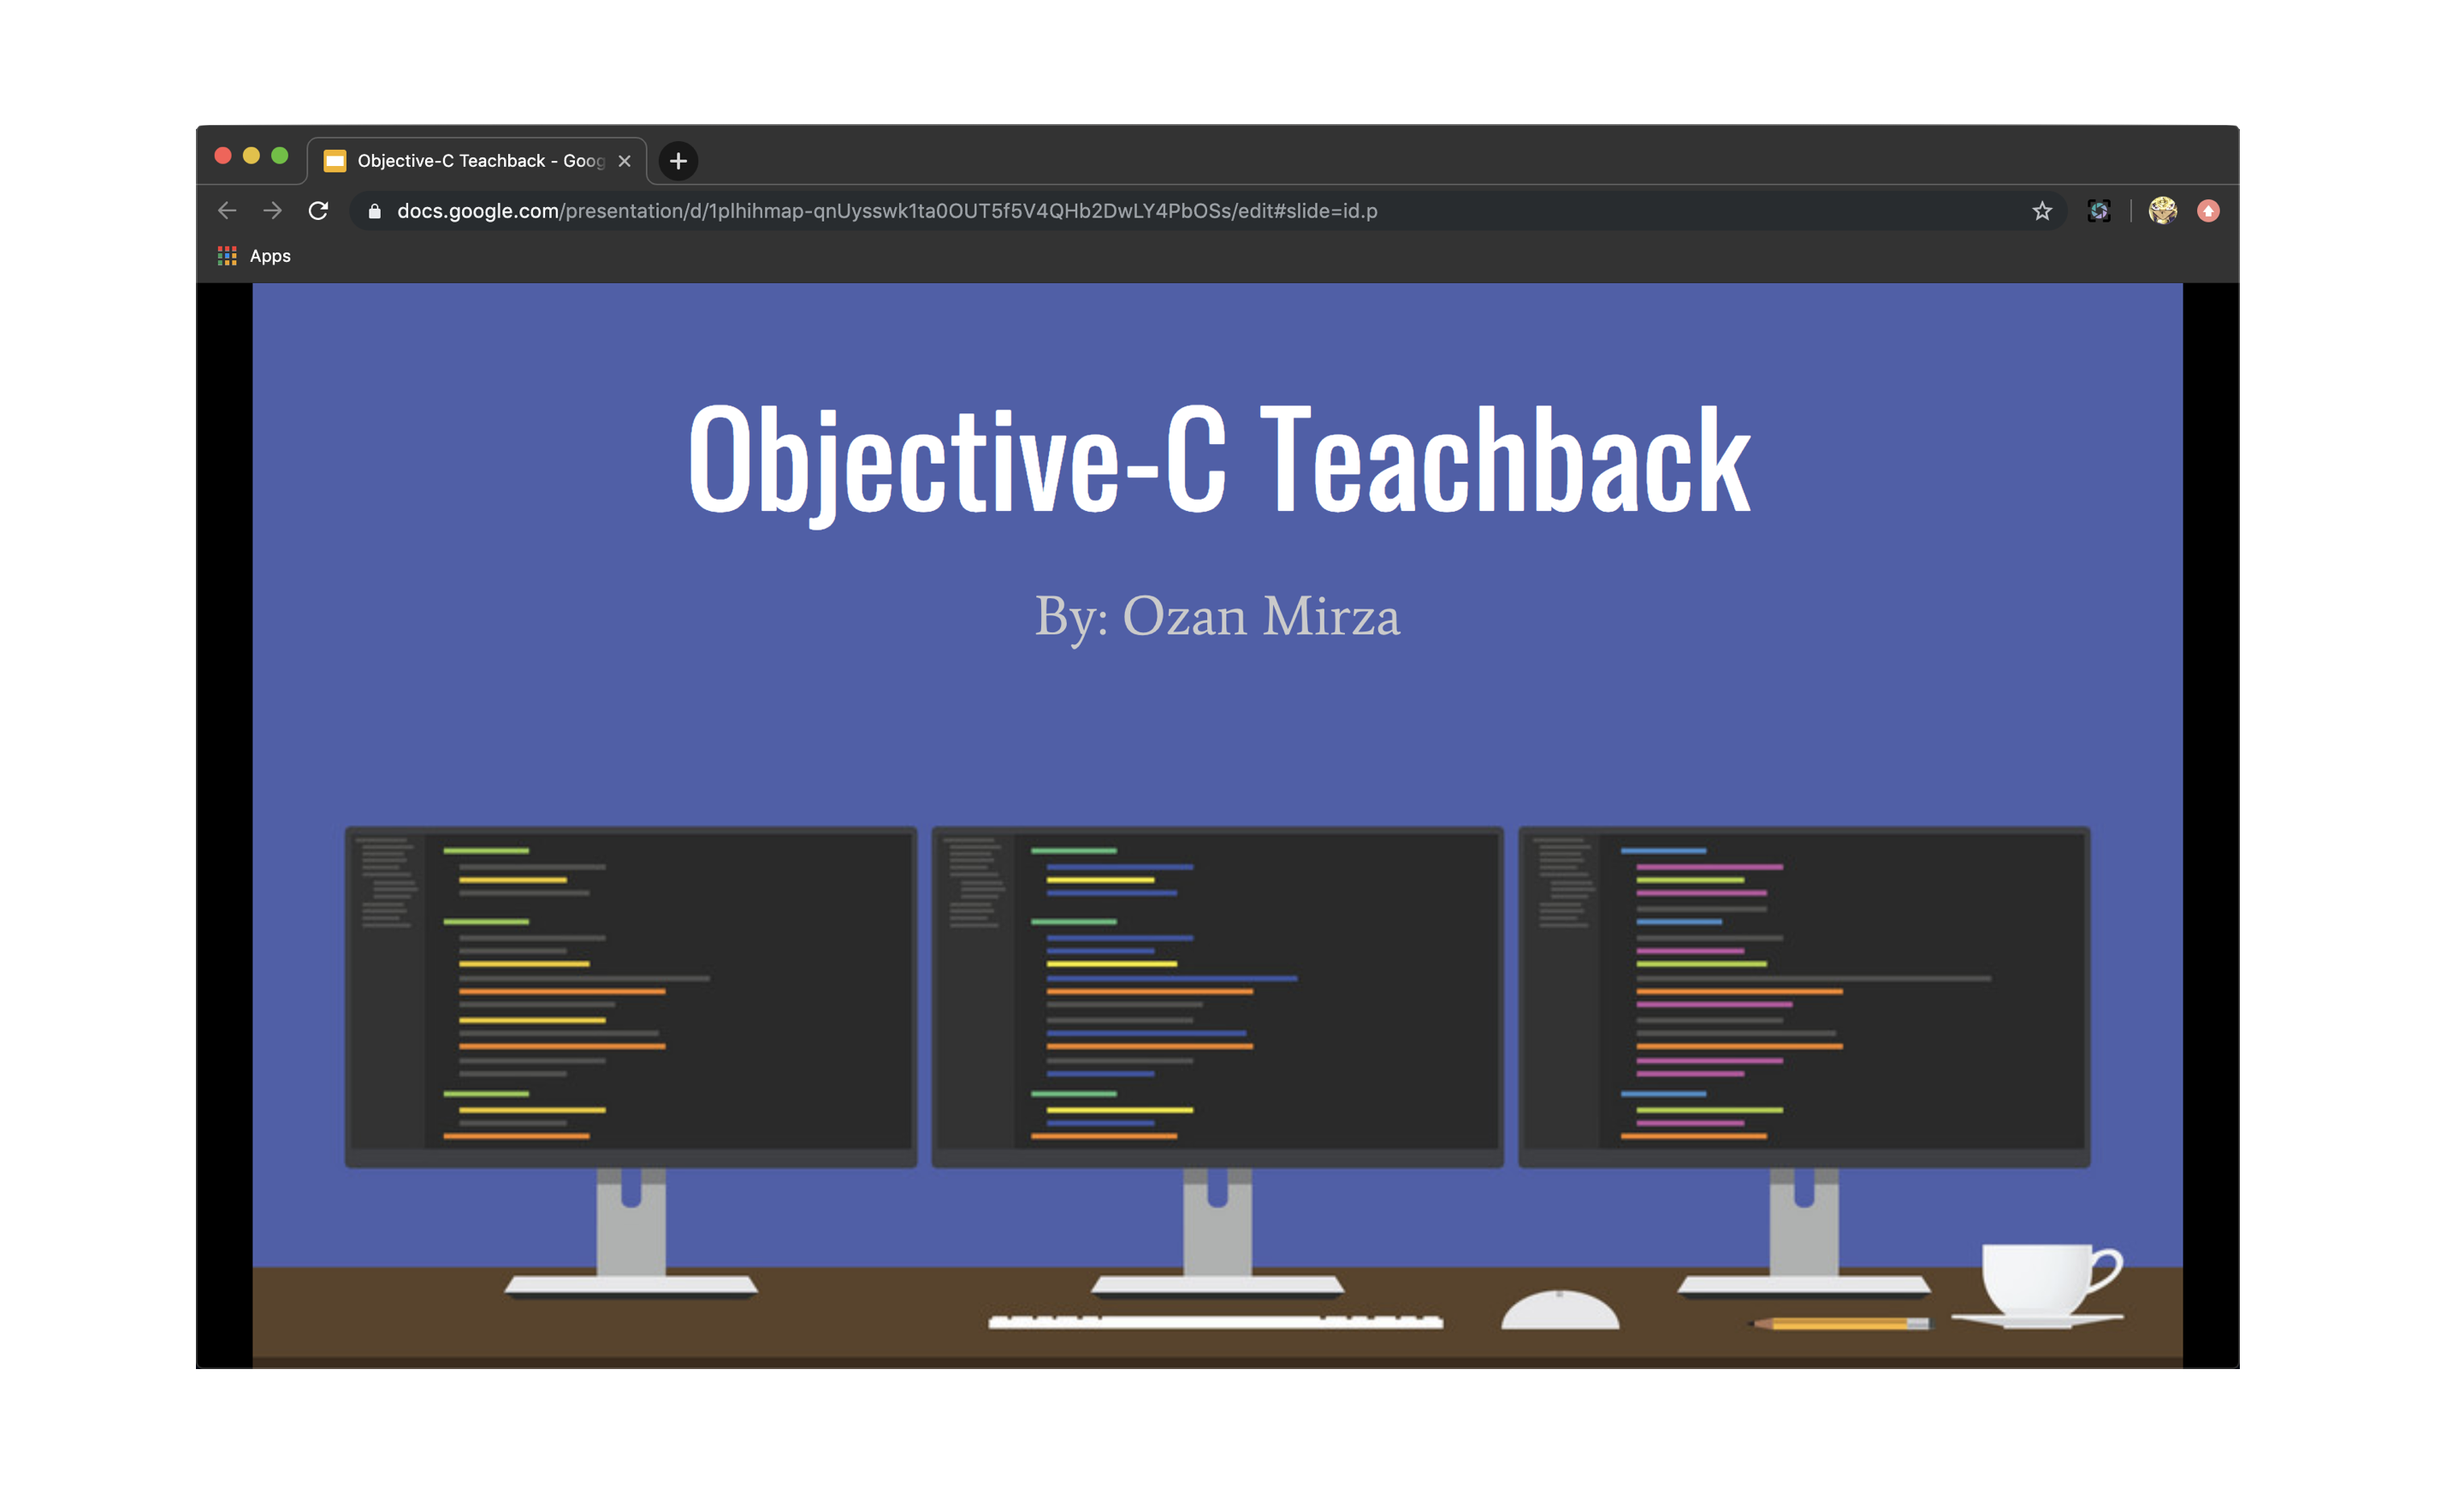 Objective-C Teachback - Goog
docs.google.com/presentation/d/1plhihmap-qnUysswk1ta0OUT5f5V4QHb2DwLY4PbOSs/edit#slide=id.p
Apps
Objective-C Teachback
By: Ozan Mirza